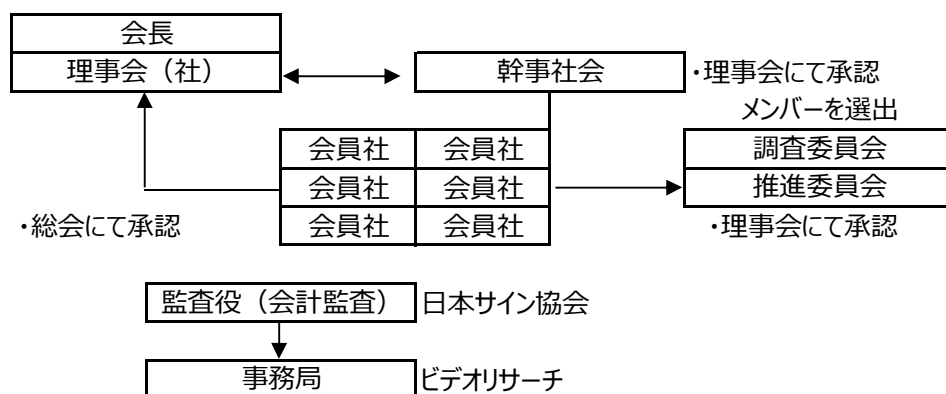 会長
理事会（社）
幹事社会
・理事会にて承認
メンバーを選出
会員社 会員社
調査委員会
会員社 会員社
推進委員会
・総会にて承認
会員社 会員社
・理事会にて承認
監査役（会計監査） 日本サイン協会
事務局 ビデオリサーチ